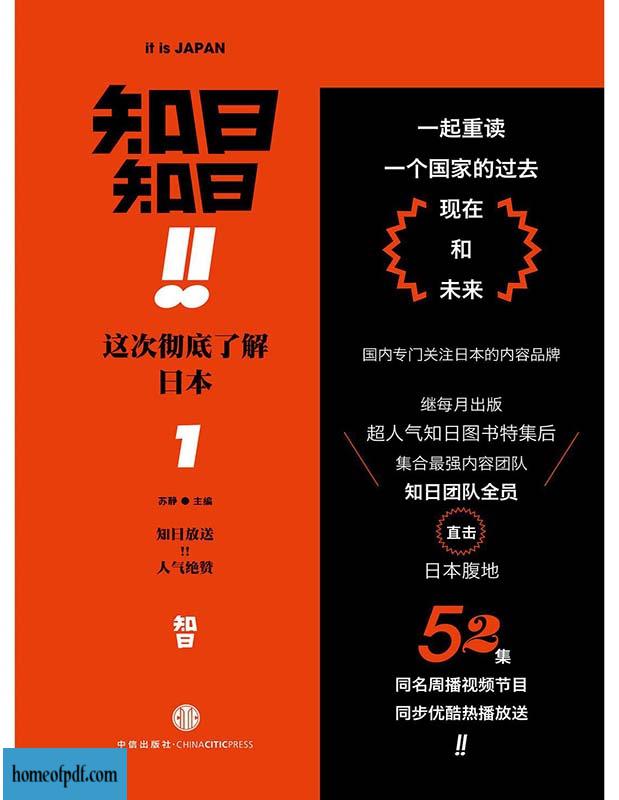 it is JAPAN
知日
知日
!!
这次彻底了解
日本
1
苏静●主编
知日放送
!!
人气绝赞
知日
中信出版社·CHINACITICPRESS
一起重读
一个国家的过去
现在
和
未来
国内专门关注日本的内容品牌
继每月出版
超人气知日图书特集后
集合最强内容团队
知日团队全员
直击
日本腹地
52集
同名周播视频节目
同步优酷热播放送
!!
homeofpdf.com